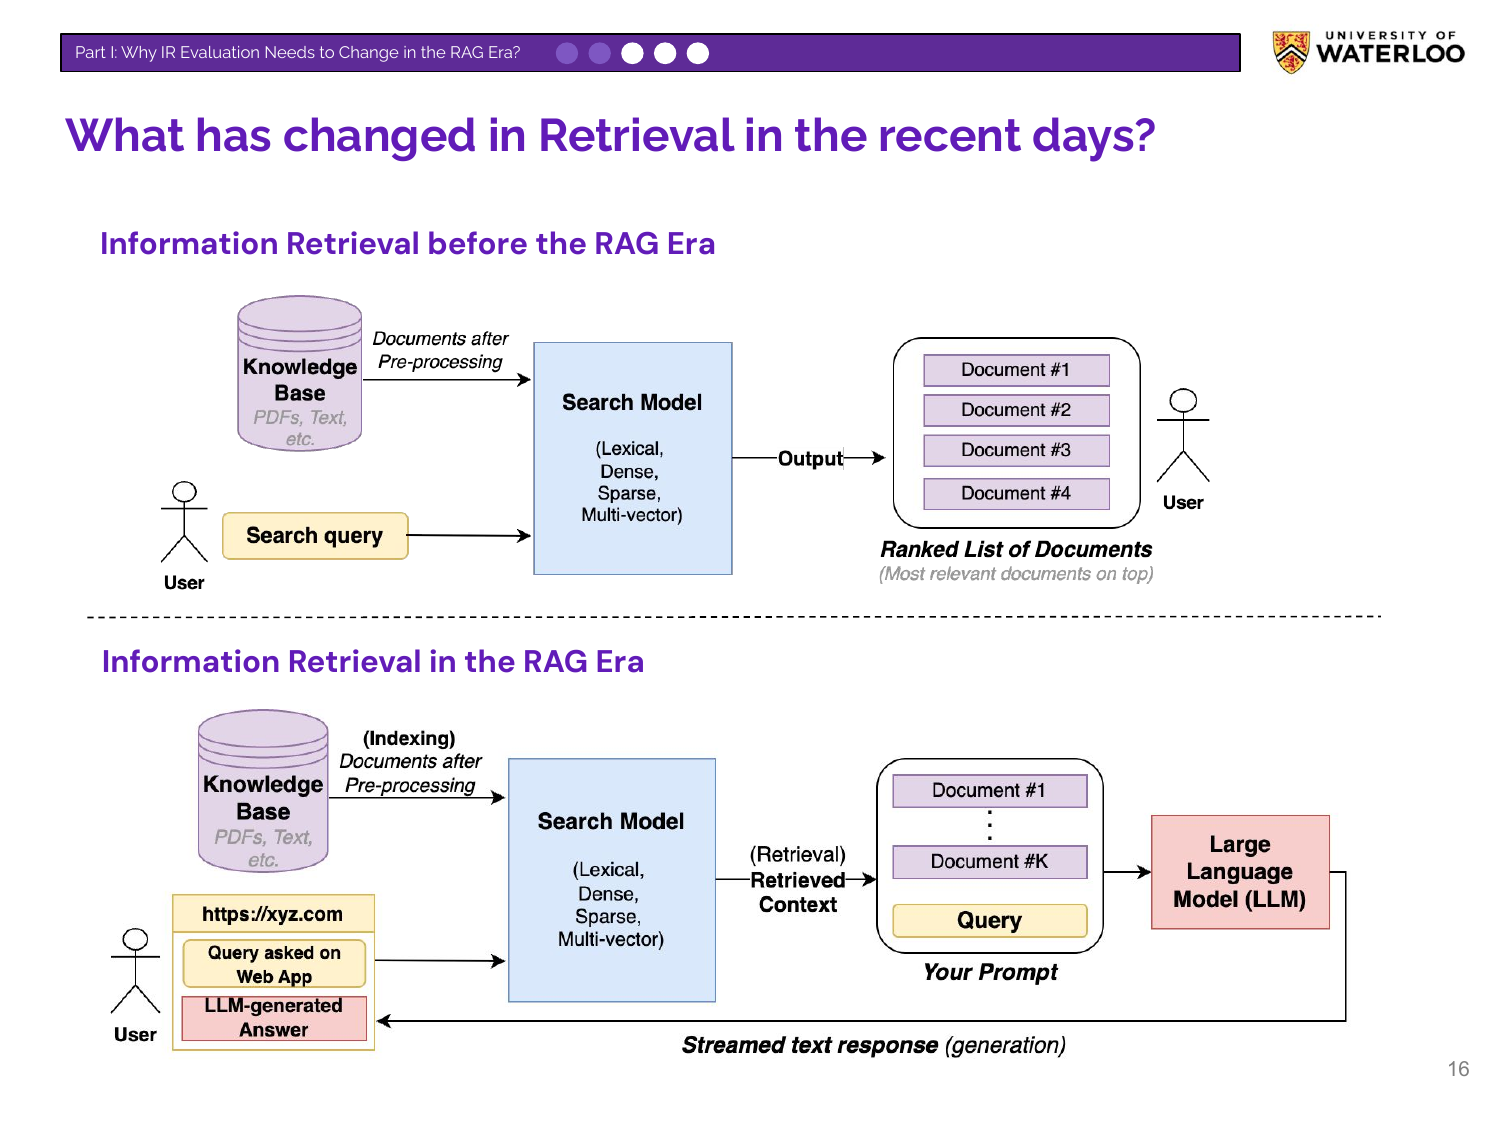 Part I: Why IR Evaluation Needs to Change in the RAG Era?
UNIVERSITY OF
WATERLOO
What has changed in Retrieval in the recent days?
Information Retrieval before the RAG Era
Knowledge
Base
PDFs, Text,
etc.
Documents after
Pre-processing
User
Search query
Search Model
(Lexical,
Dense,
Sparse,
Multi-vector)
Output
Document #1
Document #2
Document #3
Document #4
Ranked List of Documents
(Most relevant documents on top)
User
Information Retrieval in the RAG Era
Knowledge
Base
PDFs, Text,
etc.
(Indexing)
Documents after
Pre-processing
User
https://xyz.com
Query asked on
Web App
LLM-generated
Answer
Search Model
(Lexical,
Dense,
Sparse,
Multi-vector)
(Retrieval)
Retrieved
Context
Document #1
Document #K
Query
Your Prompt
Large
Language
Model (LLM)
Streamed text response (generation)
16